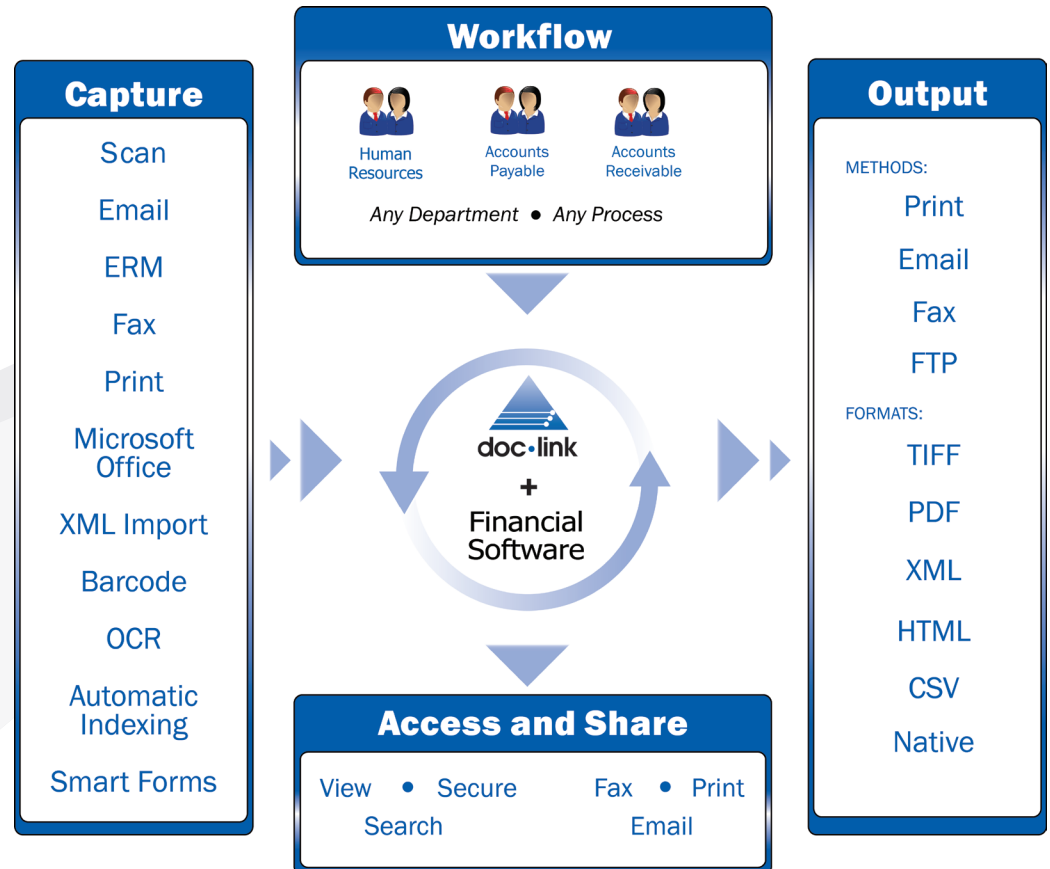 Workflow
Human
Resources
Accounts
Payable
Accounts
Receivable
Any Department • Any Process
Capture
Scan
Email
ERM
Fax
Print
Microsoft
Office
XML Import
Barcode
OCR
Automatic
Indexing
Smart Forms
doc•link
+
Financial
Software
Access and Share
View • Secure
Search
Fax • Print
Email
Output
METHODS:
Print
Email
Fax
FTP
FORMATS:
TIFF
PDF
XML
HTML
CSV
Native